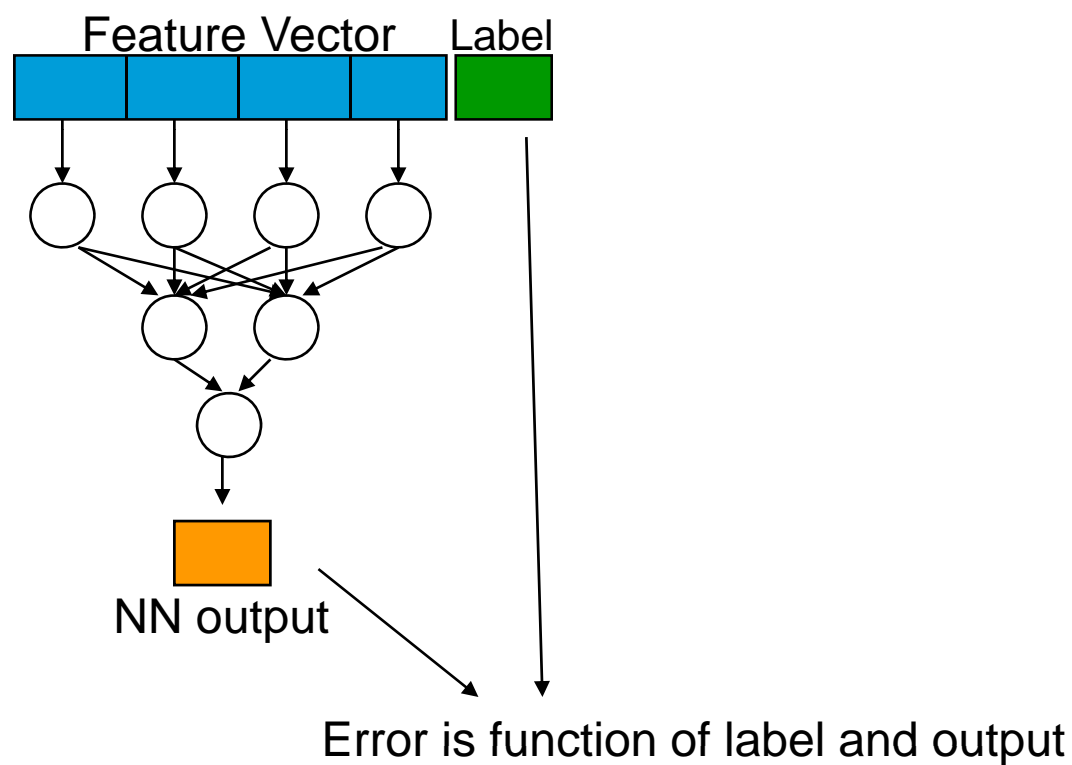 Feature Vector
Label
NN output
Error is function of label and output